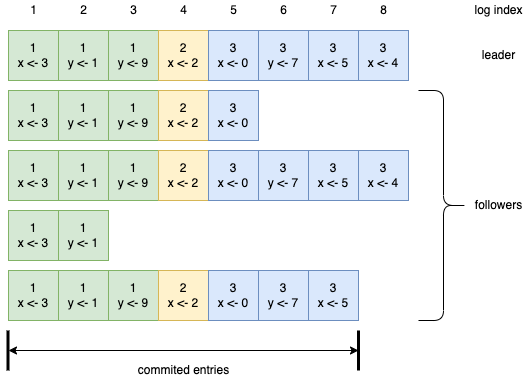 1 2 3 4 5 6 7 8 log index
1 1 1 2 3 3 3 3
x <- 3 y <- 1 y <- 9 x <- 2 x <- 0 y <- 7 x <- 5 x <- 4
leader
1 1 1 2 3
x <- 3 y <- 1 y <- 9 x <- 2 x <- 0
1 1 1 2 3 3 3 3
x <- 3 y <- 1 y <- 9 x <- 2 x <- 0 y <- 7 x <- 5 x <- 4
followers
1 1
x <- 3 y <- 1
1 1 1 2 3 3 3
x <- 3 y <- 1 y <- 9 x <- 2 x <- 0 y <- 7 x <- 5
commited entries